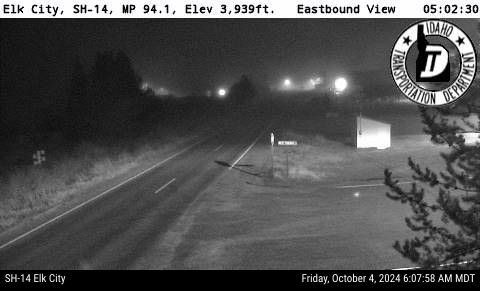 Elk City, SH-14, MP 94.1, Elev 3,939ft. Eastbound View 05:02:30
IDAHO
TRANSPORTATION DEPARTMENT
SH-14 Elk City Friday, October 4, 2024 6:07:58 AM MDT